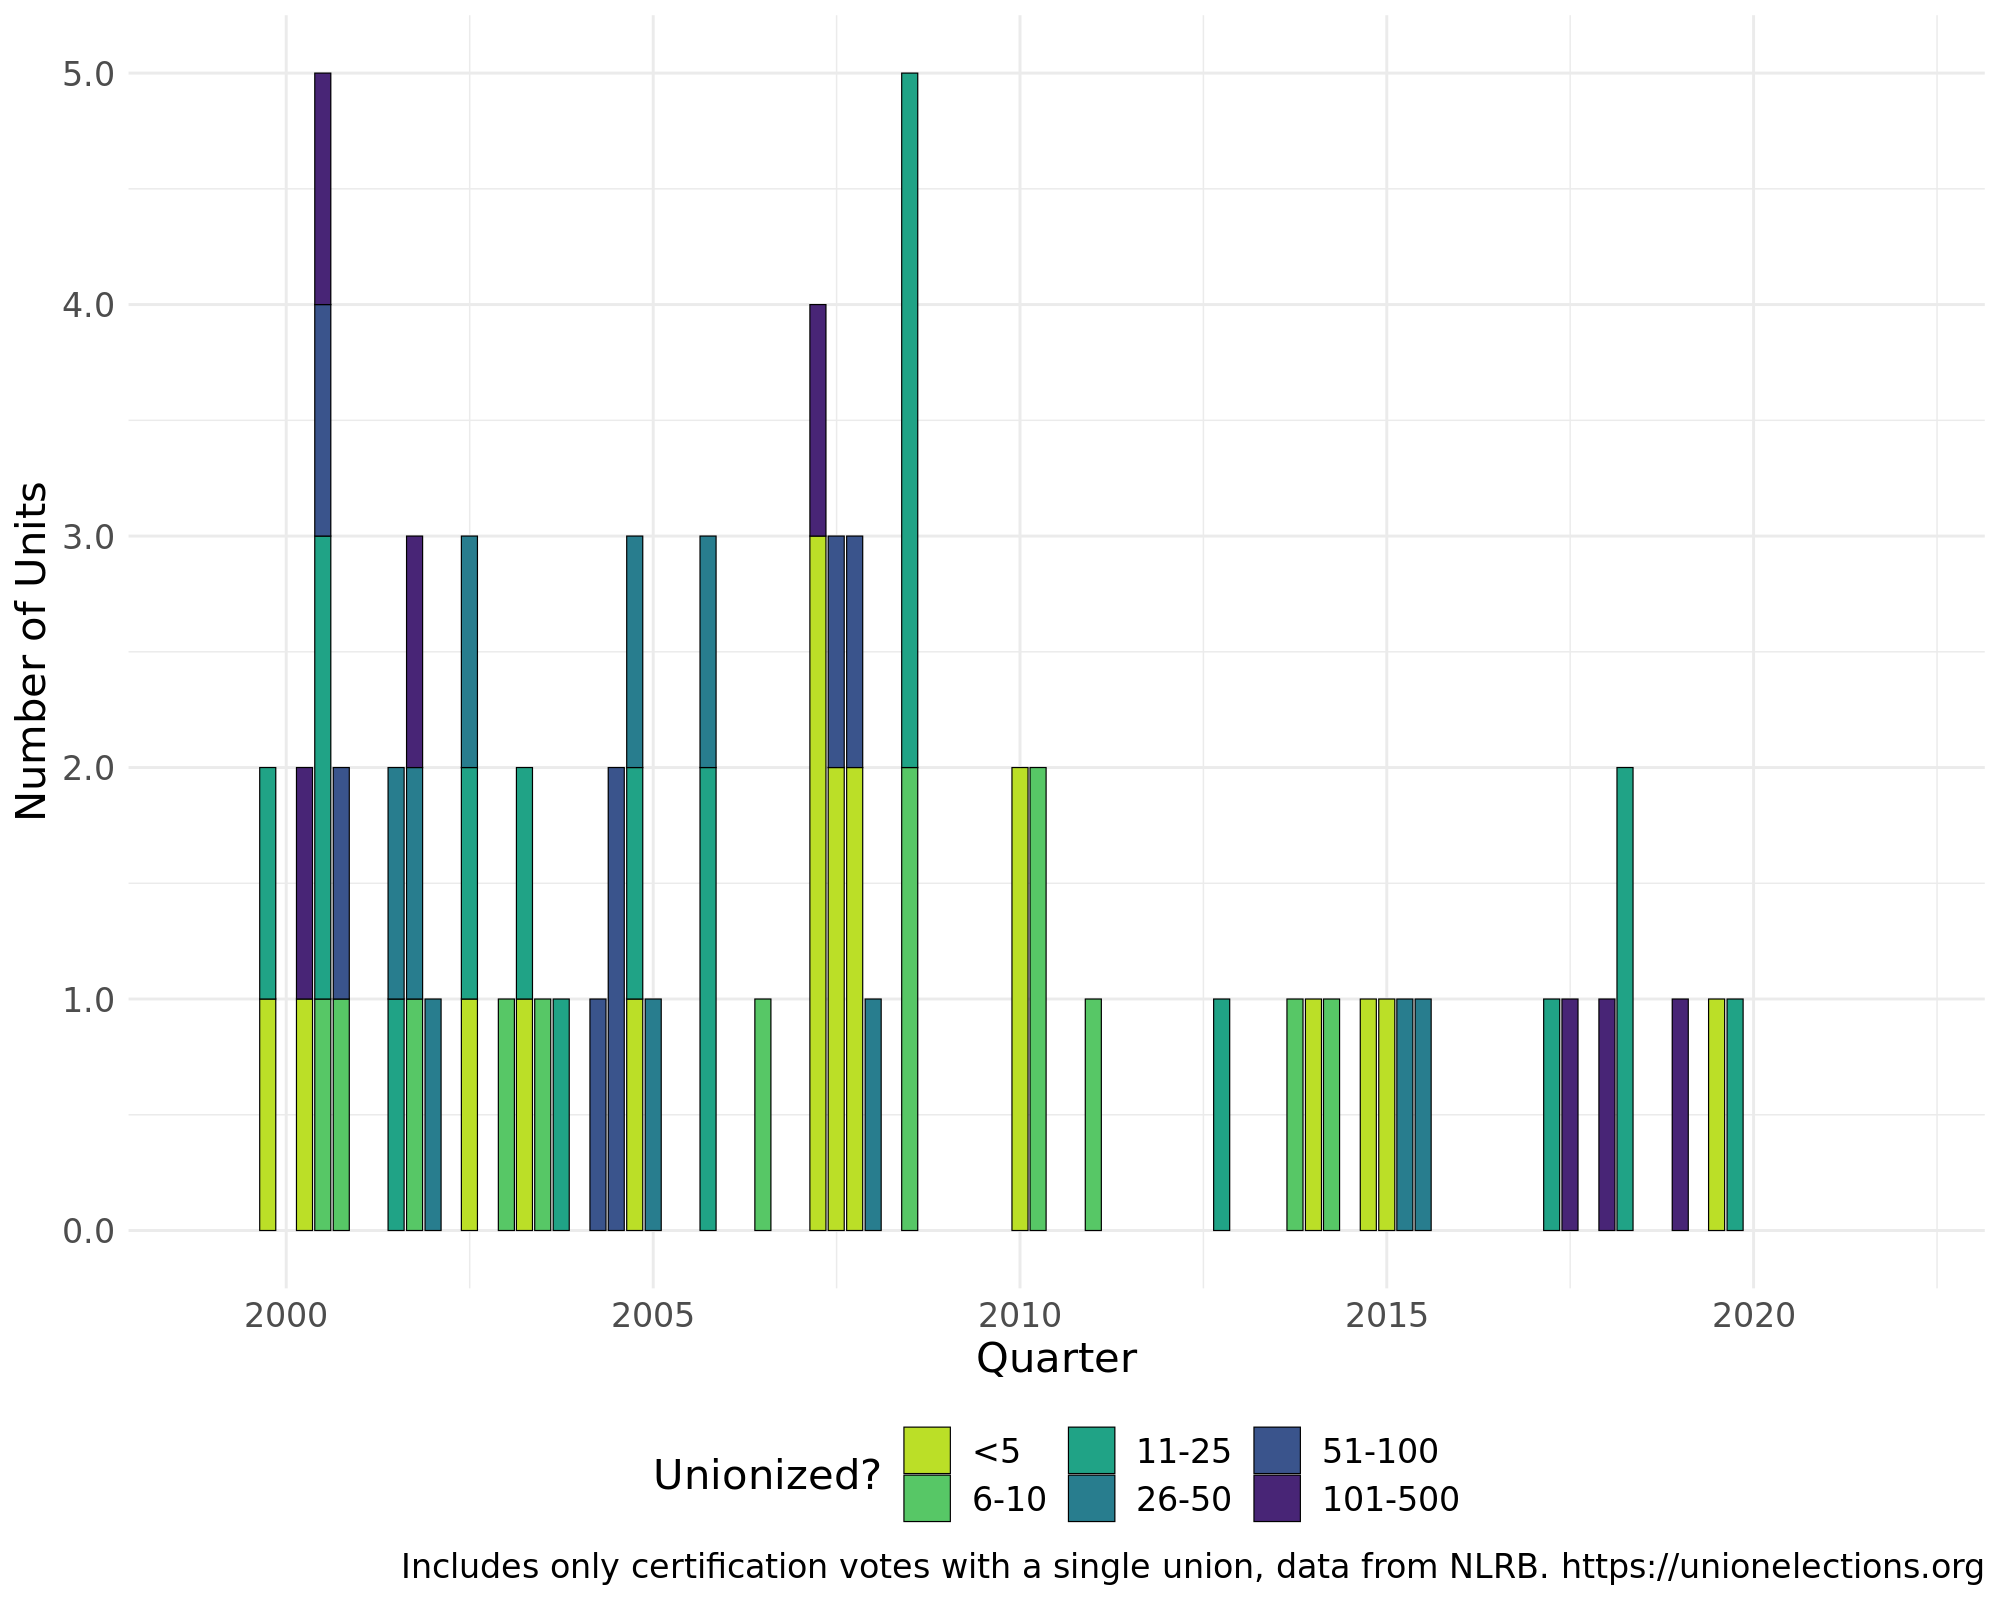 5.0
4.0
3.0
2.0
1.0
0.0
Number of Units
2000 2005 2010 2015 2020
Quarter
Unionized?
<5 11-25 51-100
6-10 26-50 101-500
Includes only certification votes with a single union, data from NLRB. https://unionelections.org